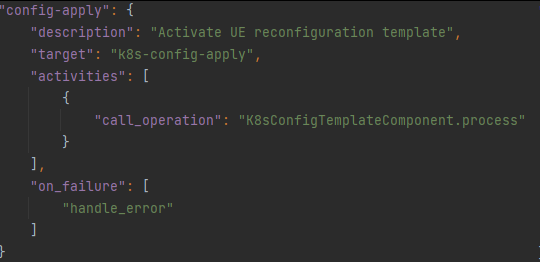 "config-apply": {
    "description": "Activate UE reconfiguration template",
    "target": "k8s-config-apply",
    "activities": [
        {
            "call_operation": "K8sConfigTemplateComponent.process"
        }
    ],
    "on_failure": [
        "handle_error"
    ]
}